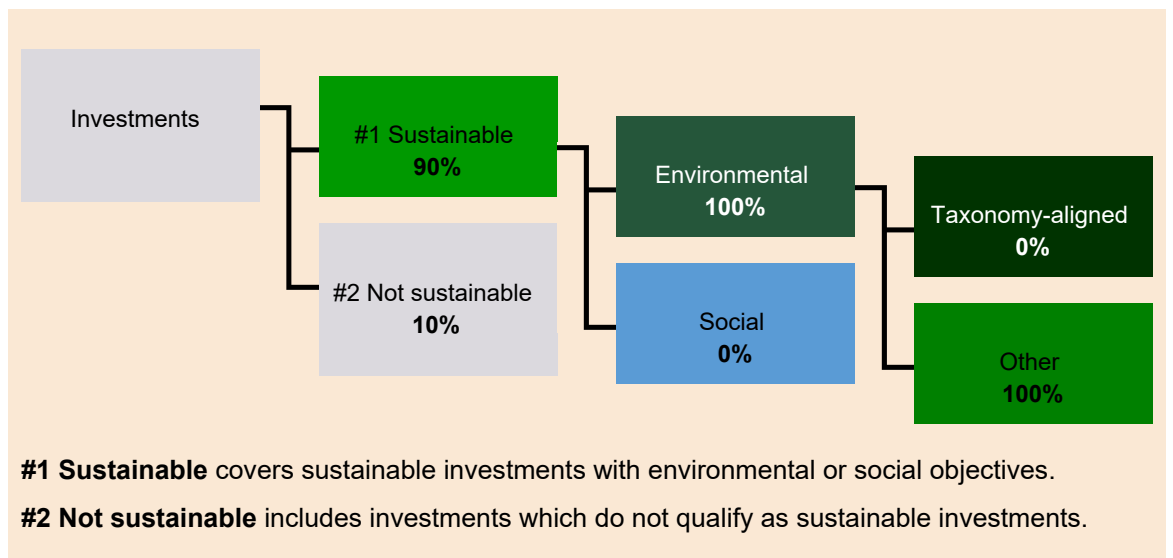 Investments
#1 Sustainable
90%
#2 Not sustainable
10%
Environmental
100%
Social
0%
Taxonomy-aligned
0%
Other
100%
#1 Sustainable covers sustainable investments with environmental or social objectives.
#2 Not sustainable includes investments which do not qualify as sustainable investments.